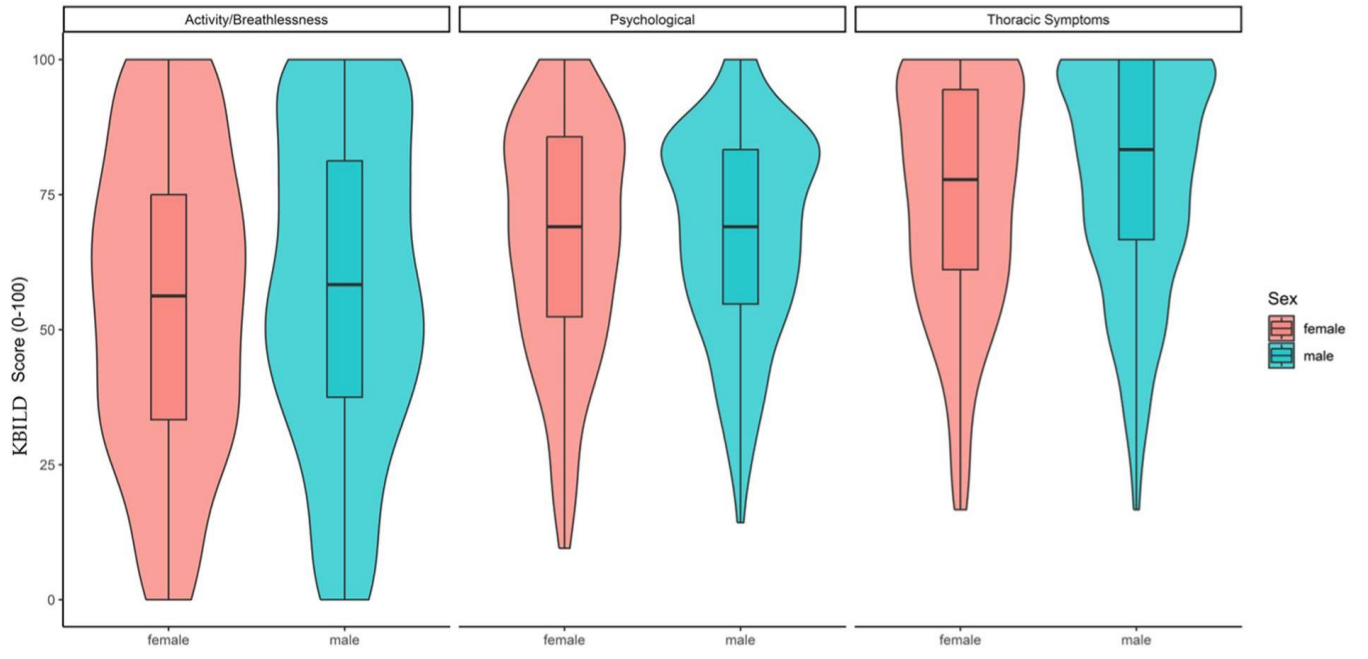 Activity/Breathlessness
Psychological
Thoracic Symptoms
KBILD Score (0-100)
100
75
50
25
0
female
male
female
male
female
male
Sex
female
male